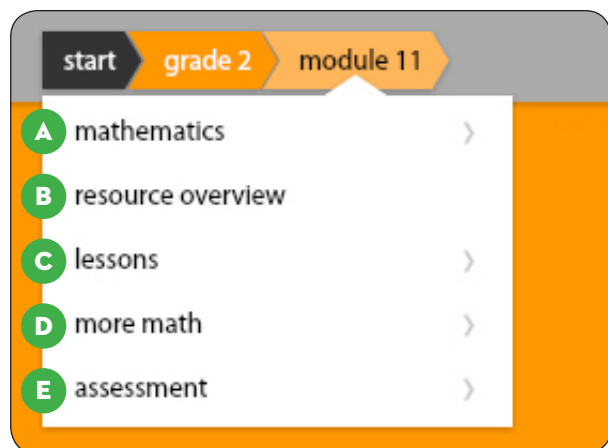 start grade 2 module 11
A mathematics
B resource overview
C lessons
D more math
E assessment